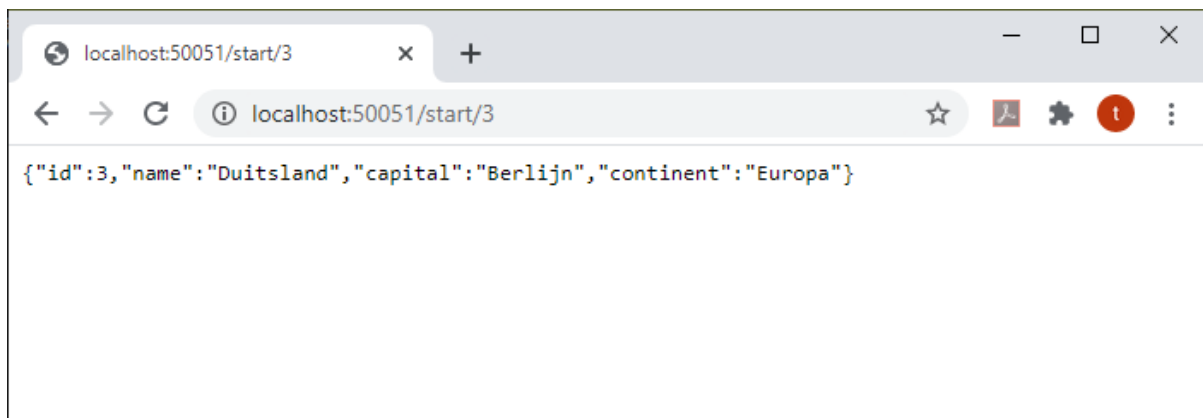 localhost:50051/start/3
localhost:50051/start/3
t
{"id":3,"name":"Duitsland","capital":"Berlijn","continent":"Europa"}